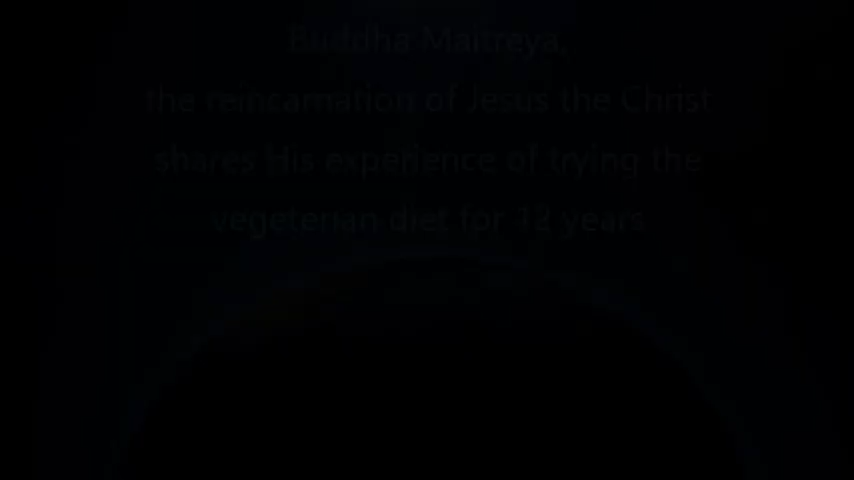 Buddha Maitreya,
the reincarnation of Jesus the Christ
shares His experience of trying the
vegeterian diet for 12 years